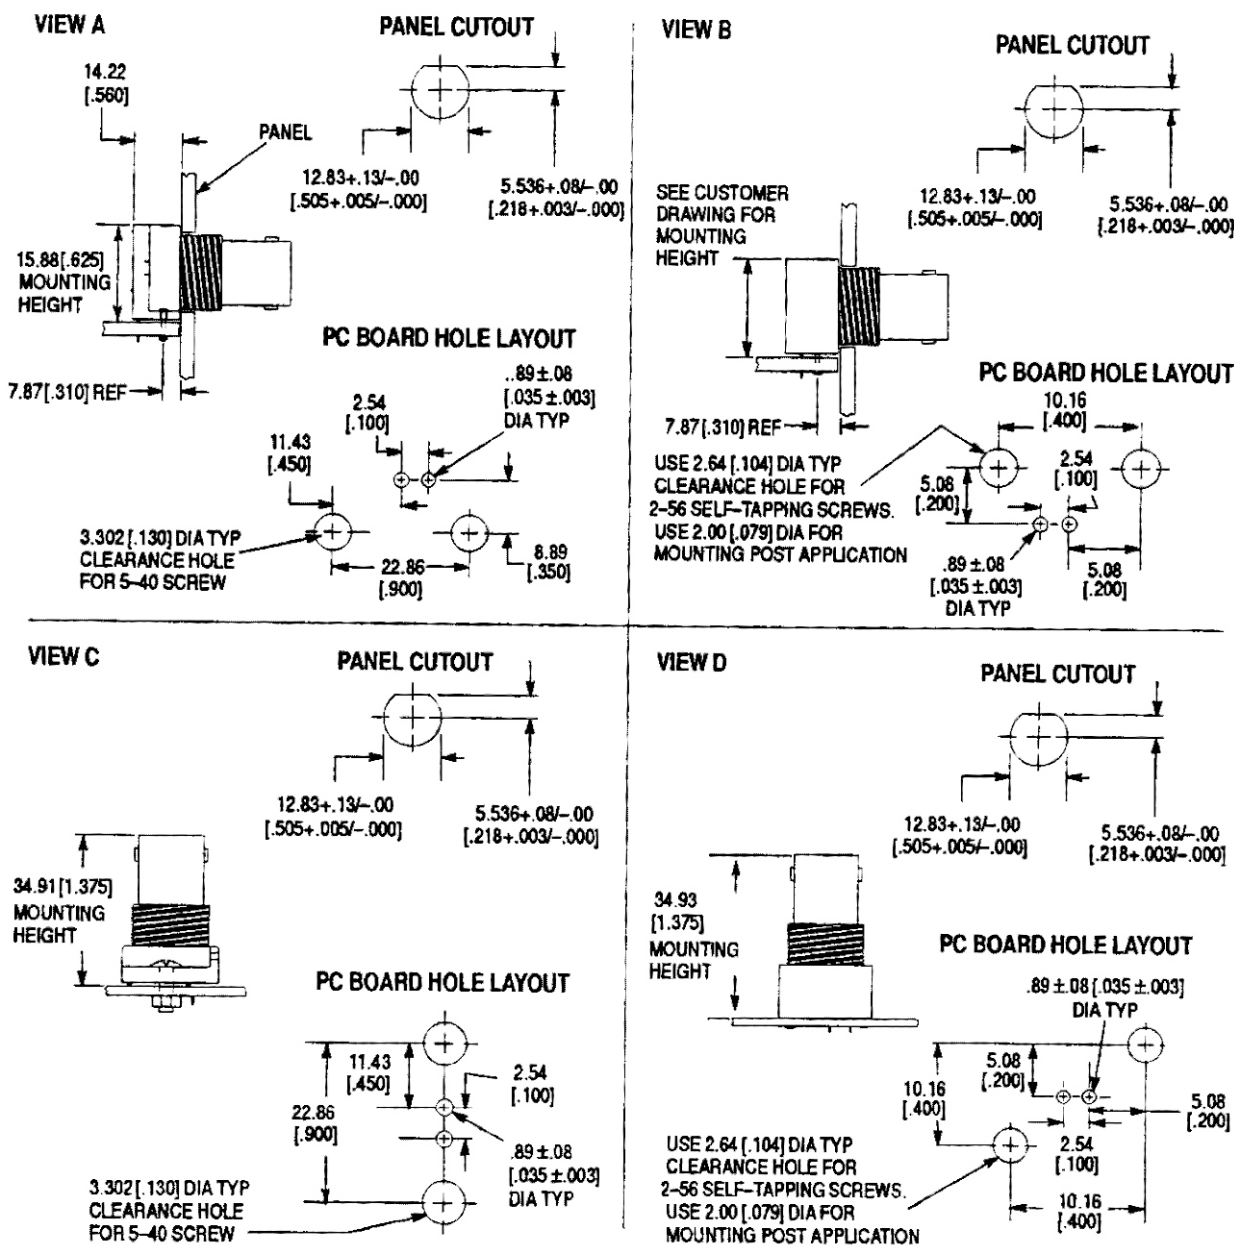 VIEW A
PANEL CUTOUT
14.22
[.560]
PANEL
12.83+.13/–.00
[.505+.005/–.000]
5.536+.08/–.00
[.218+.003/–.000]
15.88[.625]
MOUNTING
HEIGHT
PC BOARD HOLE LAYOUT
7.87[.310] REF
..89±.08
[.035±.003]
DIA TYP
2.54
[.100]
11.43
[.450]
3.302[.130] DIA TYP
CLEARANCE HOLE
FOR 5–40 SCREW
22.86
[.900]
8.89
[.350]
VIEW B
PANEL CUTOUT
12.83+.13/–.00
[.505+.005/–.000]
5.536+.08/–.00
[.218+.003/–.000]
SEE CUSTOMER
DRAWING FOR
MOUNTING
HEIGHT
PC BOARD HOLE LAYOUT
7.87[.310] REF
10.16
[.400]
USE 2.64[.104] DIA TYP
CLEARANCE HOLE FOR
2–56 SELF–TAPPING SCREWS.
USE 2.00[.079] DIA FOR
MOUNTING POST APPLICATION
5.08
[.200]
2.54
[.100]
.89±.08
[.035±.003]
DIA TYP
5.08
[.200]
VIEW C
PANEL CUTOUT
12.83+.13/–.00
[.505+.005/–.000]
5.536+.08/–.00
[.218+.003/–.000]
34.91[1.375]
MOUNTING
HEIGHT
PC BOARD HOLE LAYOUT
11.43
[.450]
2.54
[.100]
22.86
[.900]
.89±.08
[.035±.003]
DIA TYP
3.302[.130] DIA TYP
CLEARANCE HOLE
FOR 5–40 SCREW
VIEW D
PANEL CUTOUT
12.83+.13/–.00
[.505+.005/–.000]
5.536+.08/–.00
[.218+.003/–.000]
34.93
[1.375]
MOUNTING
HEIGHT
PC BOARD HOLE LAYOUT
.89±.08[.035±.003]
DIA TYP
5.08
[.200]
10.16
[.400]
5.08
[.200]
2.54
[.100]
10.16
[.400]
USE 2.64[.104] DIA TYP
CLEARANCE HOLE FOR
2–56 SELF–TAPPING SCREWS.
USE 2.00[.079] DIA FOR
MOUNTING POST APPLICATION